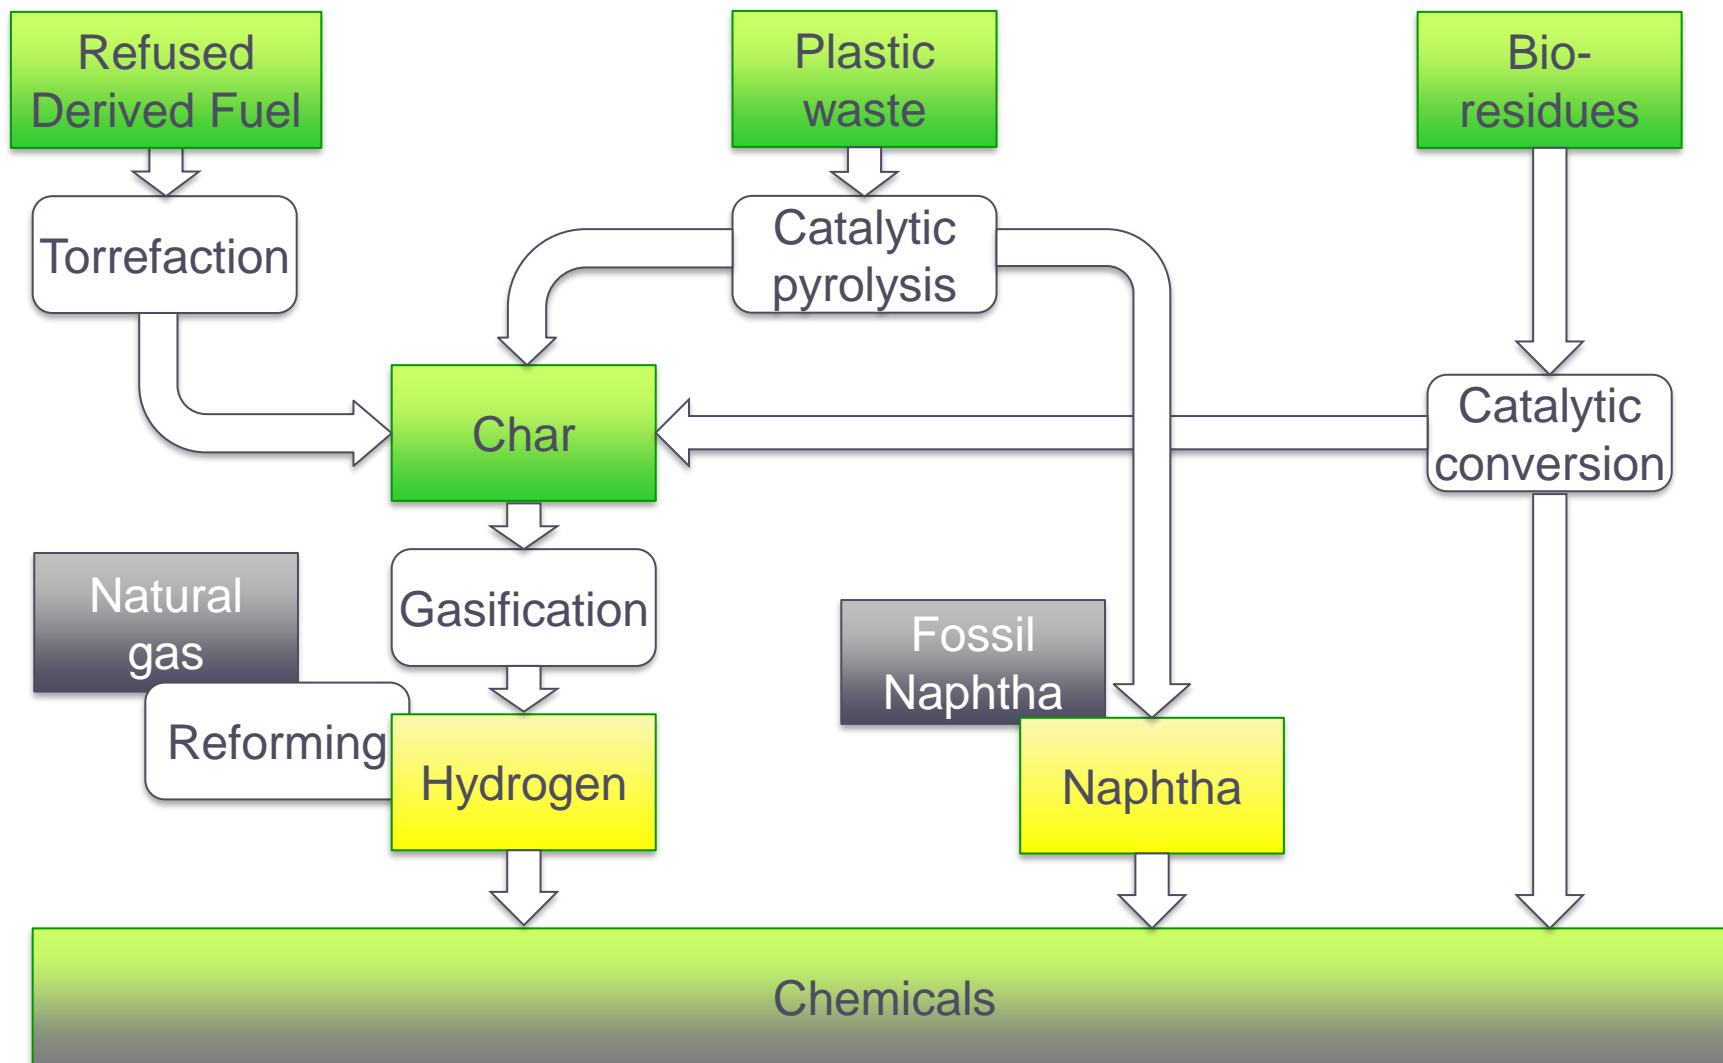 Refused
Derived Fuel
Plastic
waste
Bio-
residues
Torrefaction
Catalytic
pyrolysis
Char
Catalytic
conversion
Natural
gas
Gasification
Fossil
Naphtha
Reforming
Hydrogen
Naphtha
Chemicals